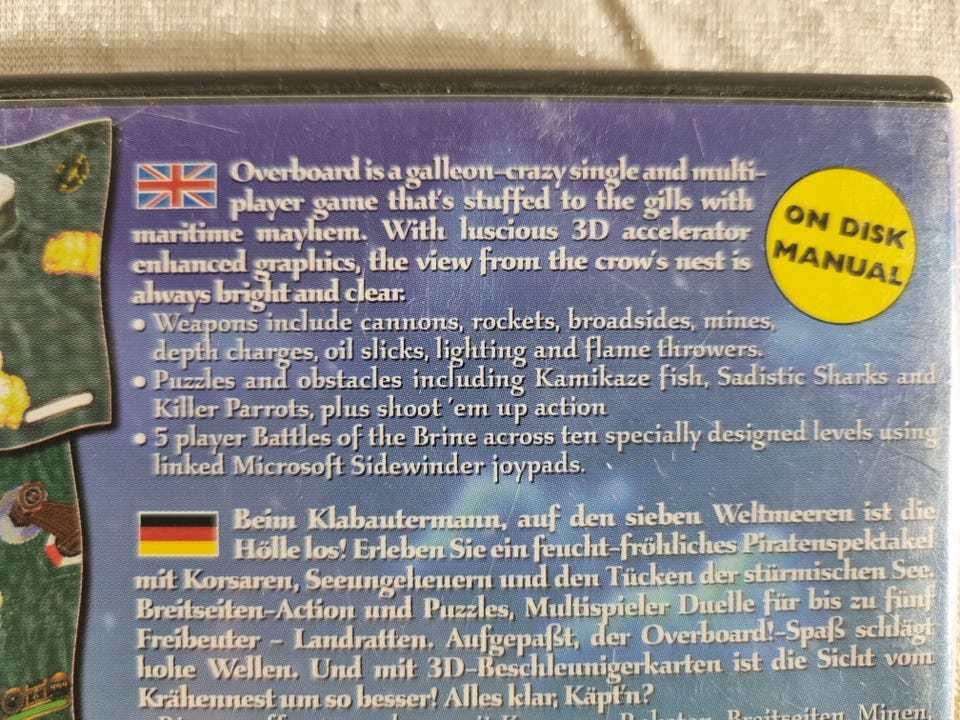 Overboard is a galleon-crazy single and multi-
player game that's stuffed to the gills with
maritime mayhem. With luscious 3D accelerator
enhanced graphics, the view from the crow's nest is
always bright and clear.
• Weapons include cannons, rockets, broadsides, mines,
depth charges, oil slicks, lighting and flame throwers.
• Puzzles and obstacles including Kamikaze fish, Sadistic Sharks and
Killer Parrots, plus shoot 'em up action
• 5 player Battles of the Brine across ten specially designed levels using
linked Microsoft Sidewinder joypads.
ON DISK
MANUAL
Beim Klabautermann, auf den sieben Weltmeeren ist die
Hölle los! Erleben Sie ein feucht-fröhliches Piratenspektakel
mit Korsaren, Seeungeheuern und den Tücken der stürmischen See.
Breitseiten-Action und Puzzles, Multispieler Duelle für bis zu fünf
Freibeuter - Landratten. Aufgepaßt, der Overboard!-Spaß schlägt
hohe Wellen. Und mit 3D-Beschleunigerkarten ist die Sicht vom
Krähennest um so besser! Alles klar, Käpt'n?
Breitseiten, Minen,